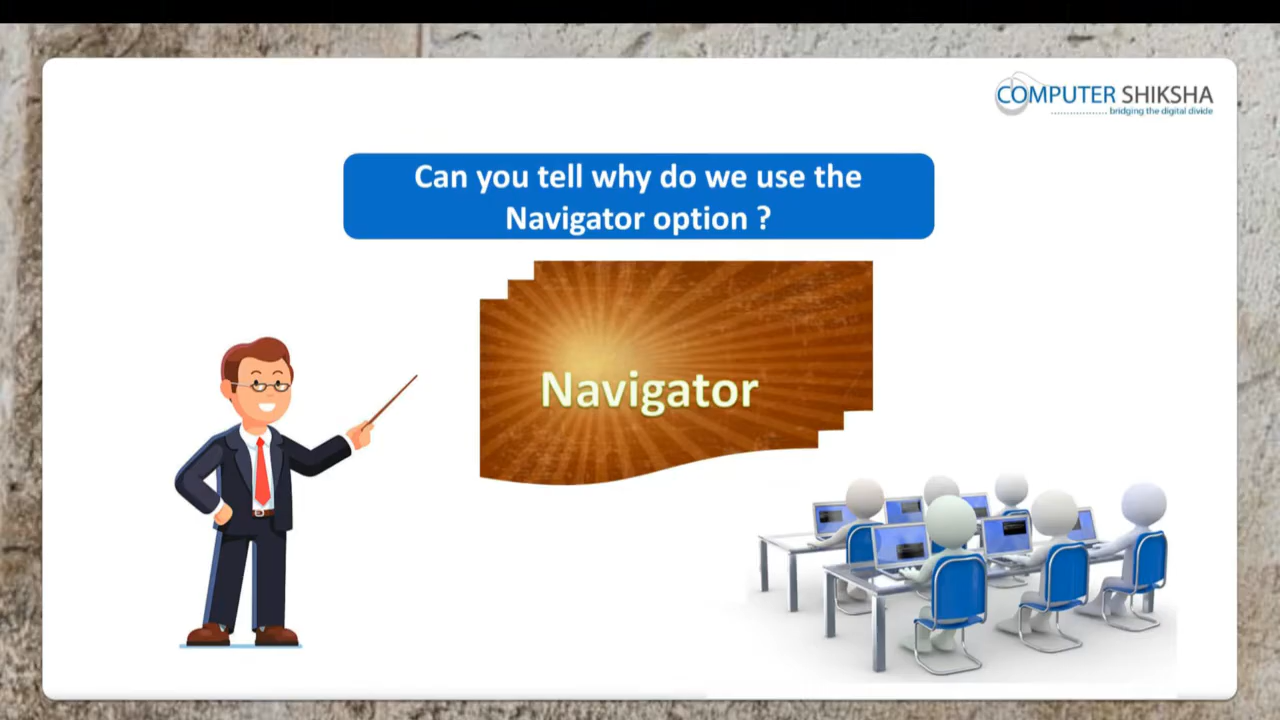 COMPUTER SHIKSHA
bridging the digital divide
Can you tell why do we use the
Navigator option ?
Navigator